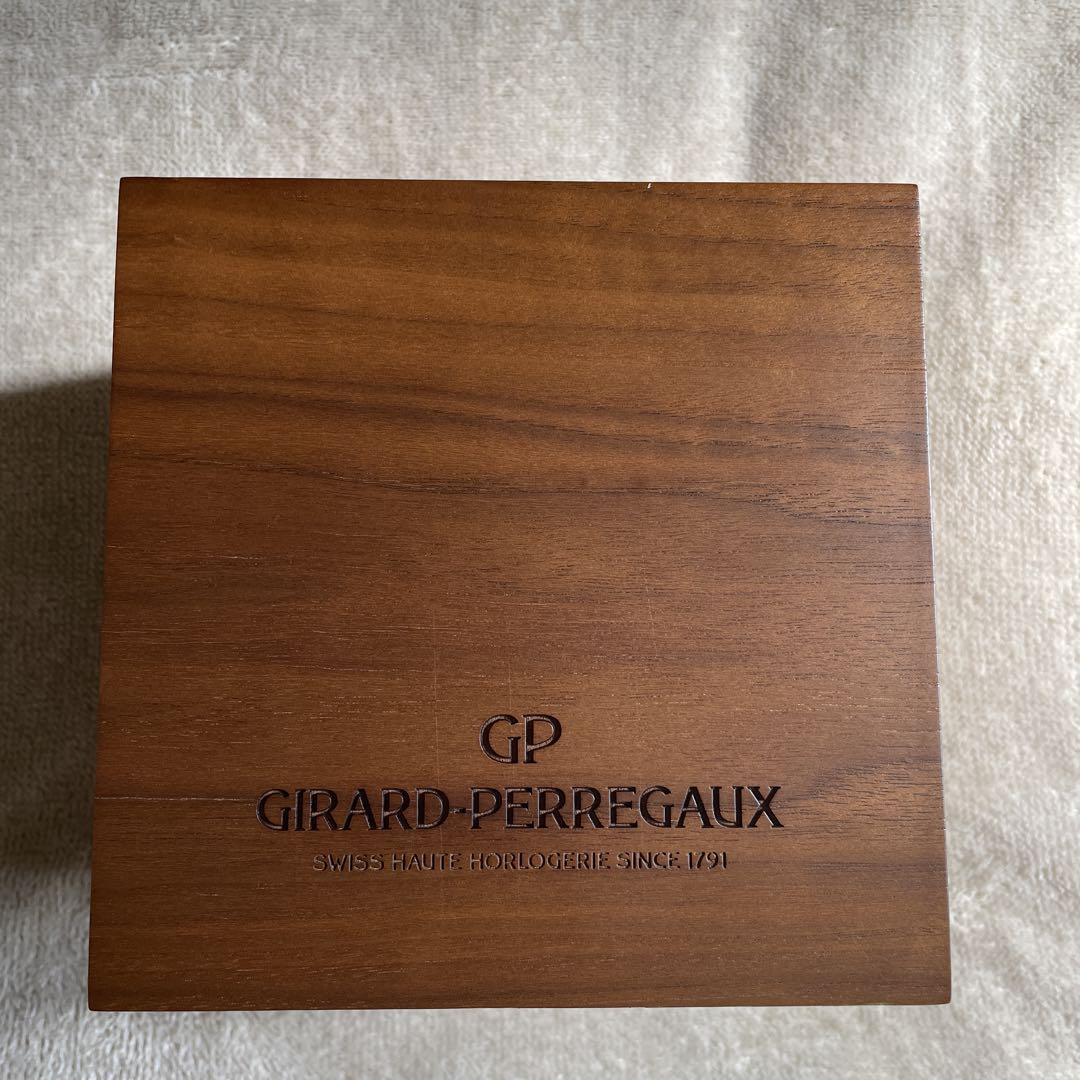 GP
GIRARD-PERREGAUX
SWISS HAUTE HORLOGERIE SINCE 1791